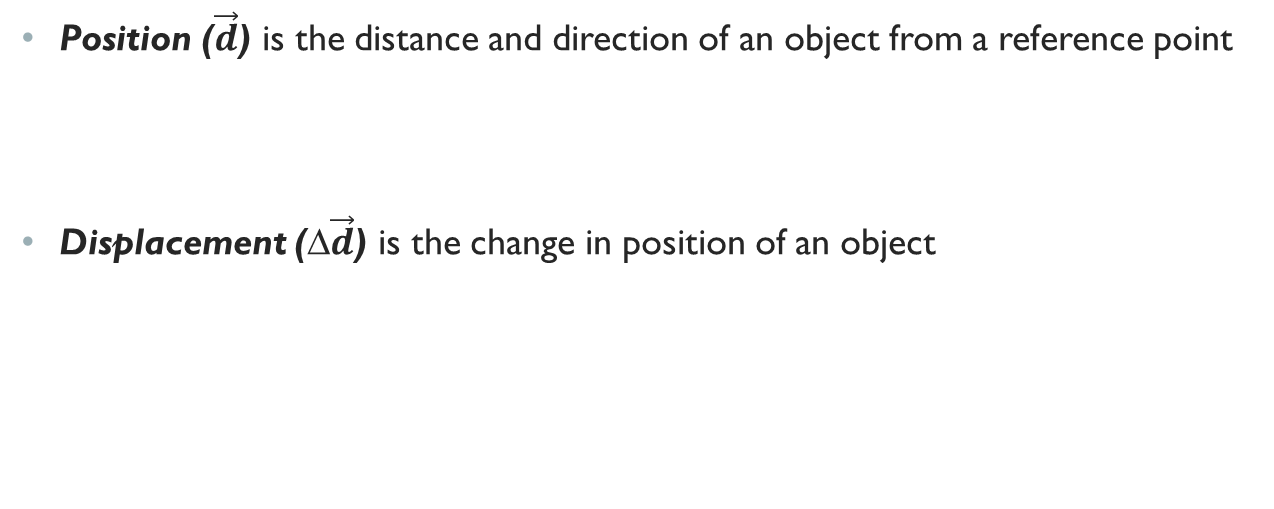 • Position (d⃗) is the distance and direction of an object from a reference point
• Displacement (Δd⃗) is the change in position of an object